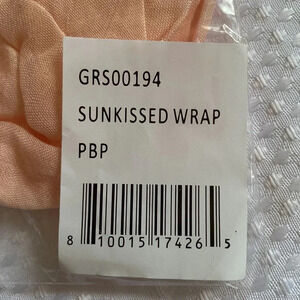 GRS00194
SUNKISSED WRAP
PBP
8 10015 17426 5